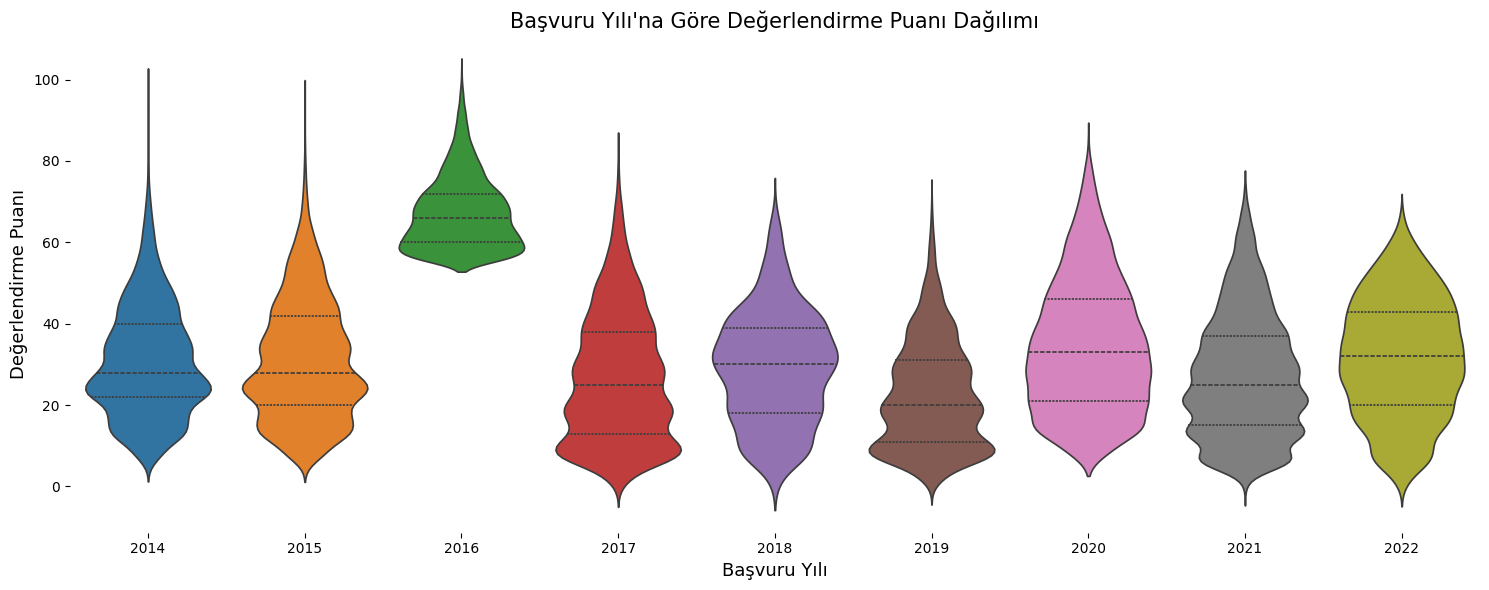 Başvuru Yılı'na Göre Değerlendirme Puanı Dağılımı
Değerlendirme Puanı
100
80
60
40
20
0
2014 2015 2016 2017 2018 2019 2020 2021 2022
Başvuru Yılı